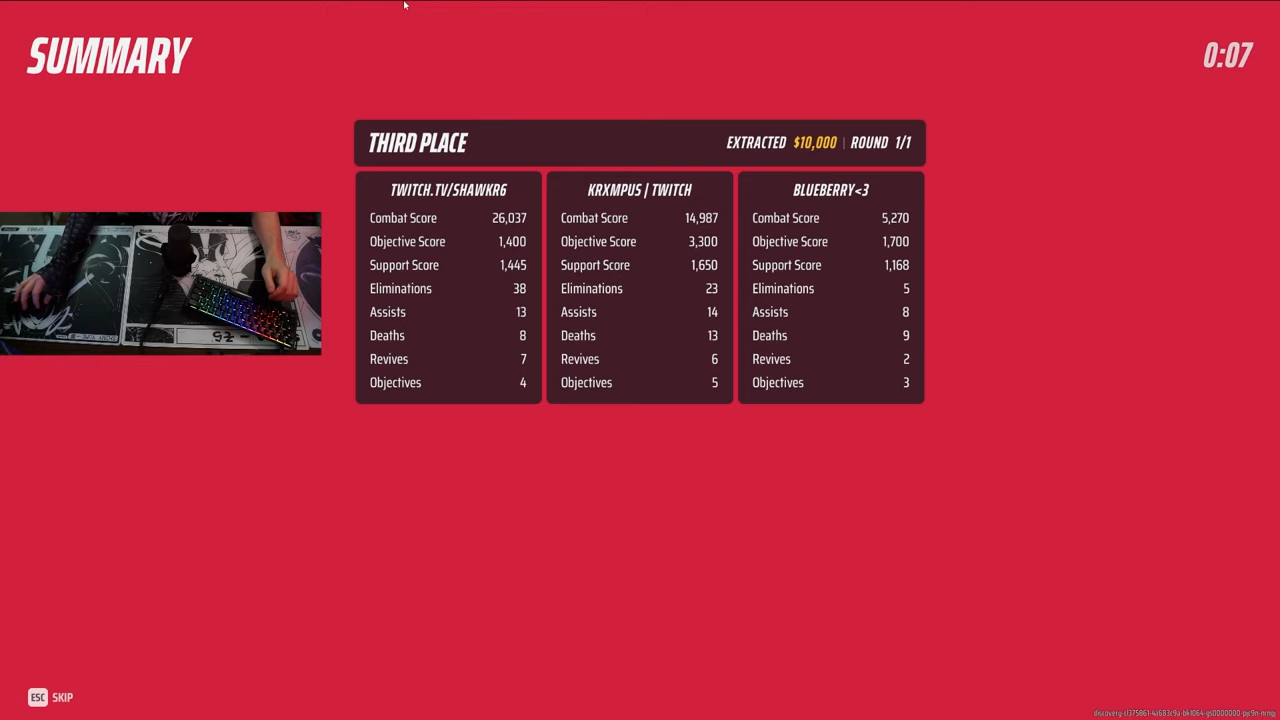 SUMMARY
0:07
THIRD PLACE
EXTRACTED $10,000 | ROUND 1/1
TWITCH.TV/SHAWKR6
Combat Score 26,037
Objective Score 1,400
Support Score 1,445
Eliminations 38
Assists 13
Deaths 8
Revives 7
Objectives 4
KRXMPUS | TWITCH
Combat Score 14,987
Objective Score 3,300
Support Score 1,650
Eliminations 23
Assists 14
Deaths 13
Revives 6
Objectives 5
BLUEBERRY<3
Combat Score 5,270
Objective Score 1,700
Support Score 1,168
Eliminations 5
Assists 8
Deaths 9
Revives 2
Objectives 3
ESC SKIP